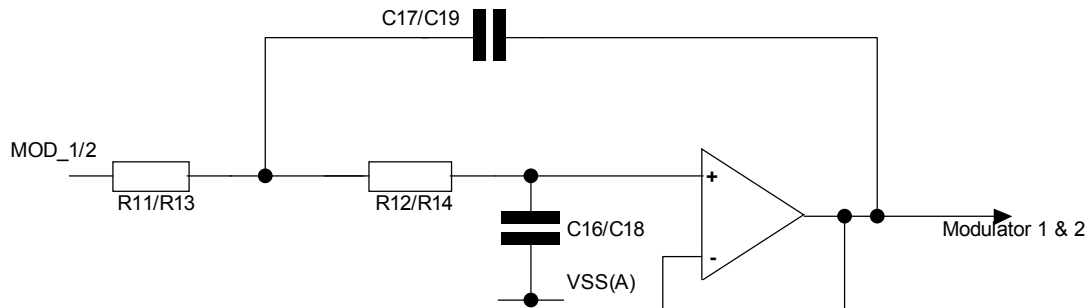 C17/C19
MOD_1/2
R11/R13
R12/R14
+
C16/C18
-
Modulator 1 & 2
VSS(A)